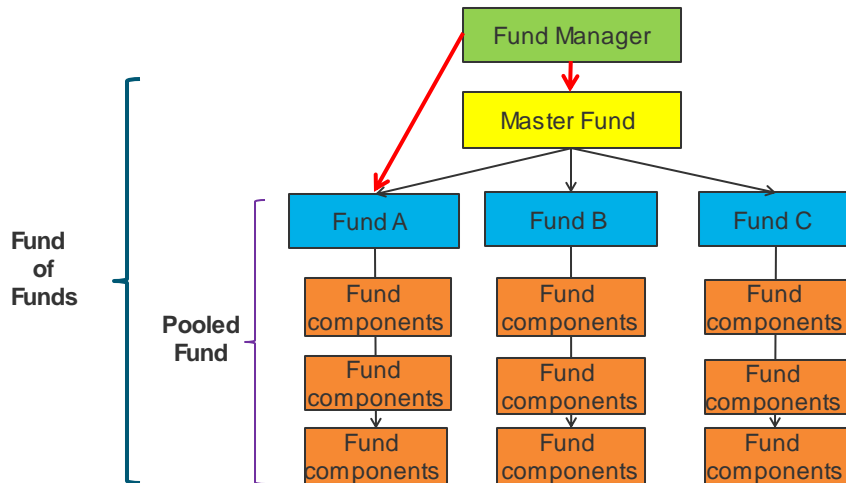 Fund Manager
Master Fund
Fund A
Fund B
Fund C
Fund
of
Funds
Pooled
Fund
Fund
components
Fund
components
Fund
components
Fund
components
Fund
components
Fund
components
Fund
components
Fund
components
Fund
components